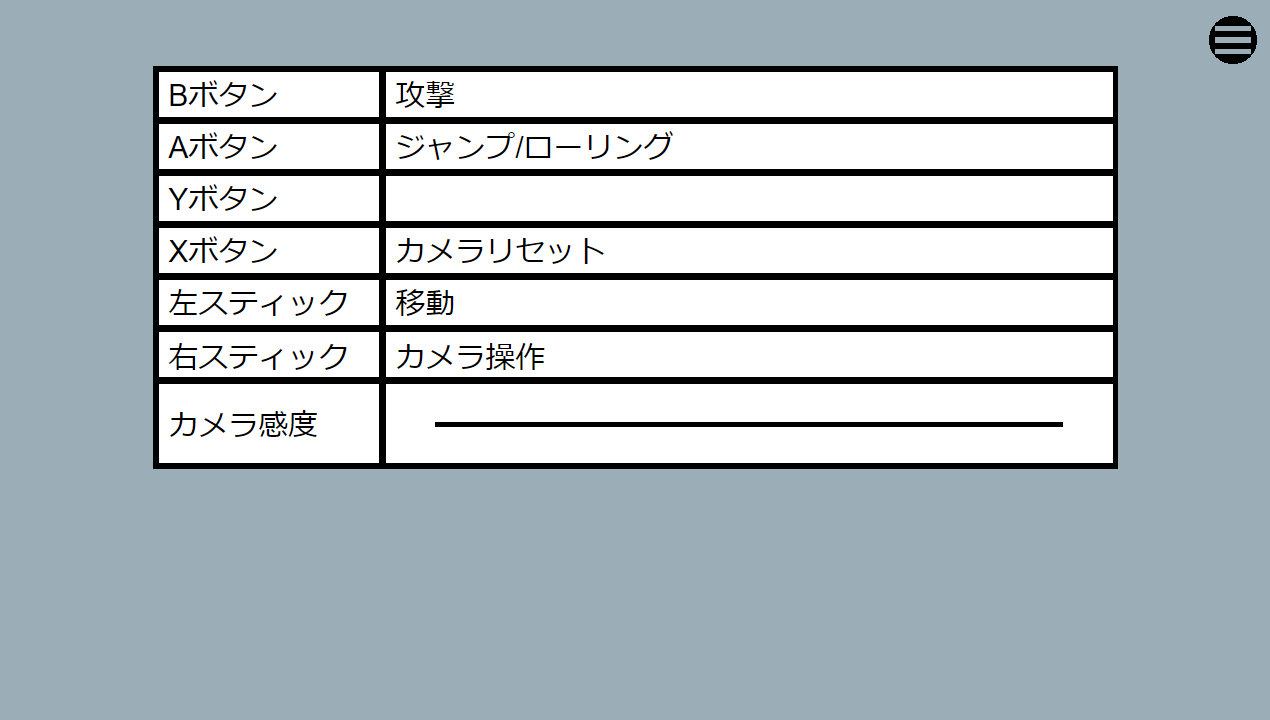 Bボタン 攻撃
Aボタン ジャンプ/ローリング
Yボタン
Xボタン カメラリセット
左スティック 移動
右スティック カメラ操作
カメラ感度